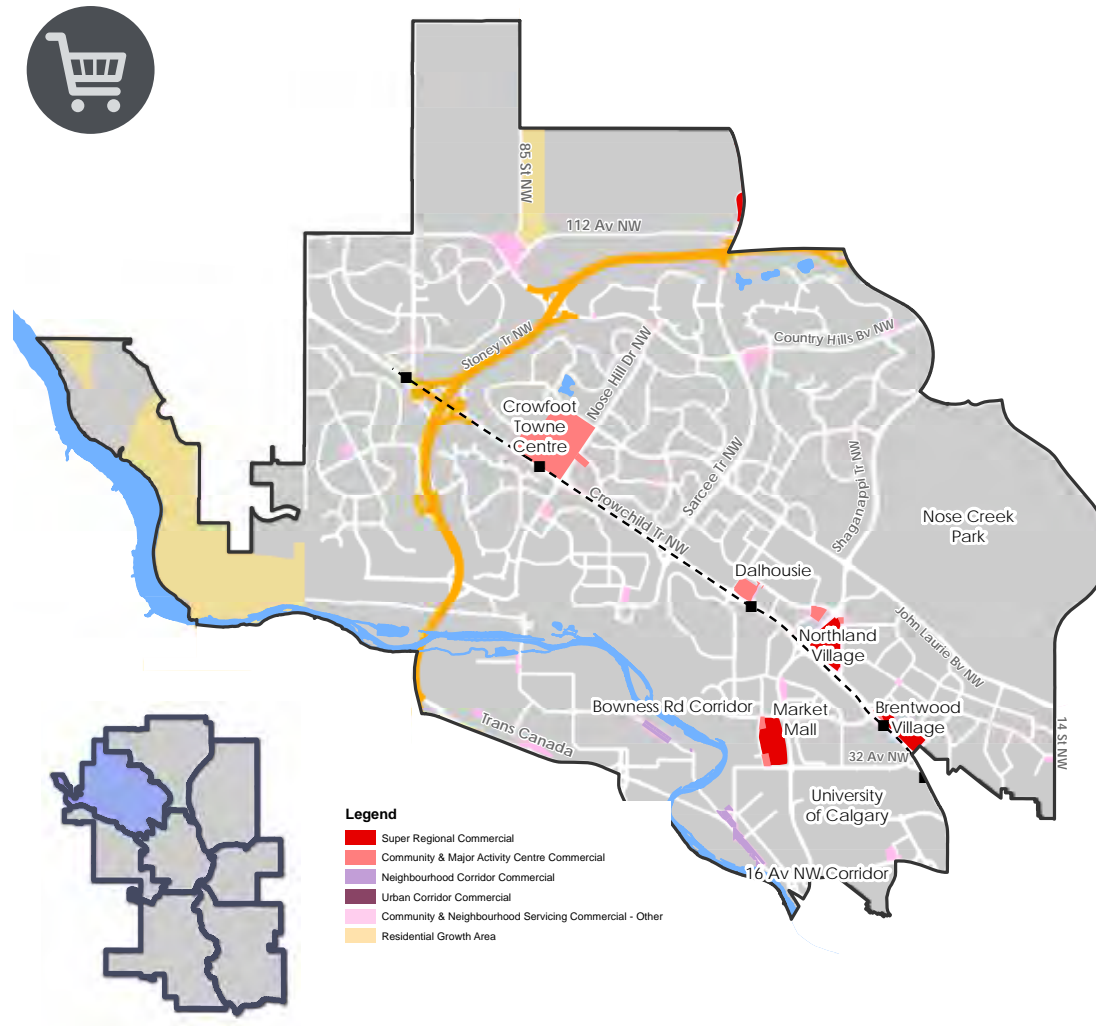 85 St NW
112 Av NW
Stoney Tr NW
Country Hills Bv NW
Nose Hill Dr NW
Crowfoot
Towne
Centre
Sarcee Tr NW
Shaganappi Tr NW
Crowchild Tr NW
Nose Creek
Park
Dalhousie
John Laurie Bv NW
Northland
Village
Bowness Rd Corridor
Market
Mall
Brentwood
Village
Trans Canada
32 Av NW
14 St NW
University
of Calgary
16 Av NW Corridor
Legend
Super Regional Commercial
Community & Major Activity Centre Commercial
Neighbourhood Corridor Commercial
Urban Corridor Commercial
Community & Neighbourhood Servicing Commercial - Other
Residential Growth Area